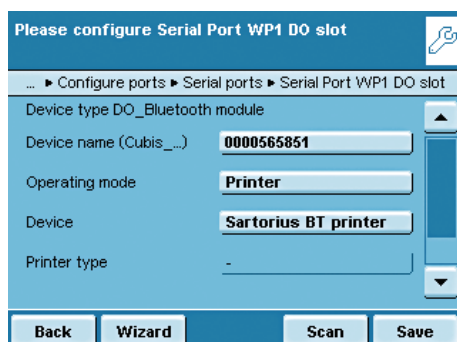 Please configure Serial Port WP1 DO slot
... ▸ Configure ports ▸ Serial ports ▸ Serial Port WP1 DO slot
Device type DO_Bluetooth module
Device name (Cubis_...) 0000565851
Operating mode Printer
Device Sartorius BT printer
Printer type -
Back Wizard Scan Save